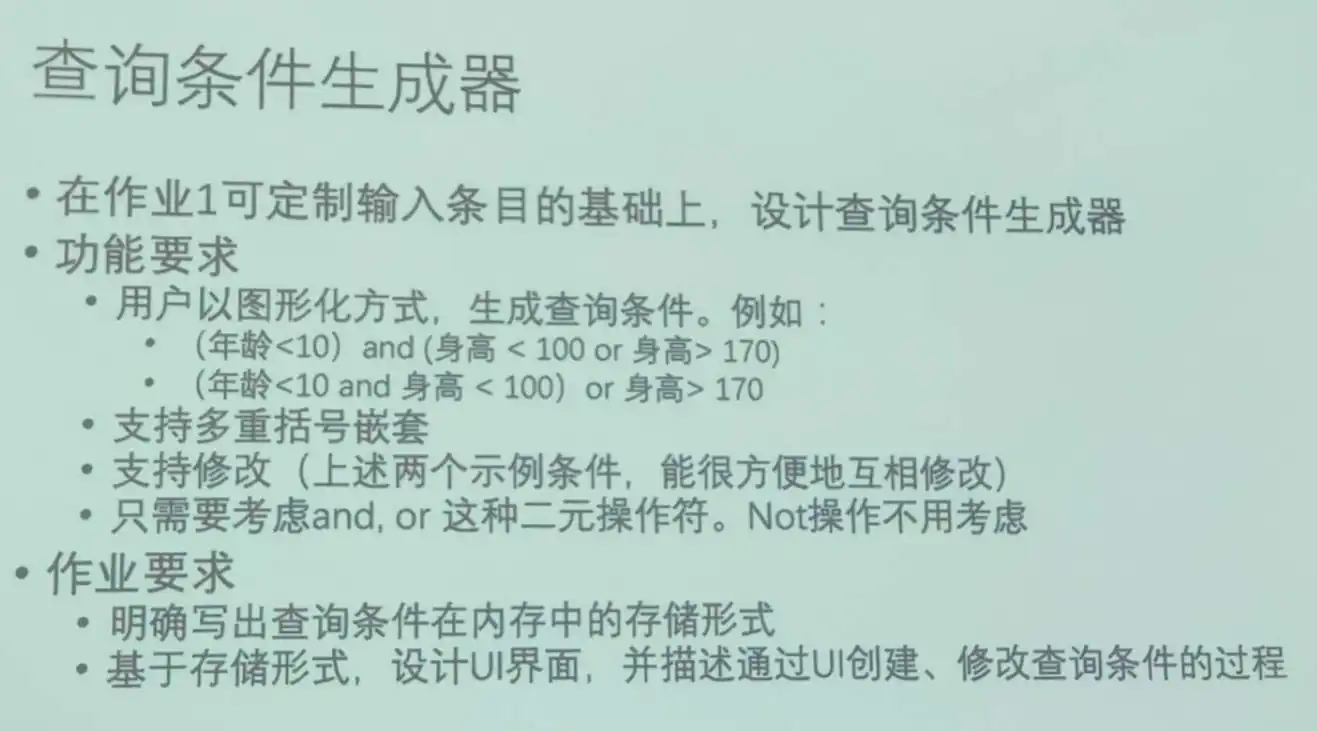 查询条件生成器
• 在作业1可定制输入条目的基础上，设计查询条件生成器
• 功能要求
• 用户以图形化方式，生成查询条件。例如：
• （年龄<10）and (身高 < 100 or 身高> 170)
• （年龄<10 and 身高 < 100）or 身高> 170
• 支持多重括号嵌套
• 支持修改（上述两个示例条件，能很方便地互相修改）
• 只需要考虑and, or 这种二元操作符。Not操作不用考虑
• 作业要求
• 明确写出查询条件在内存中的存储形式
• 基于存储形式，设计UI界面，并描述通过UI创建、修改查询条件的过程